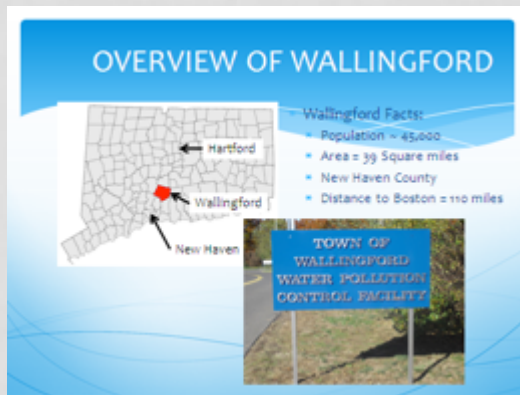 OVERVIEW OF WALLINGFORD
Hartford
Wallingford
New Haven
Wallingford Facts:
Population ~ 45,000
Area = 39 Square miles
New Haven County
Distance to Boston = 110 miles
TOWN OF
WALLINGFORD
WATER POLLUTION
CONTROL FACILITY